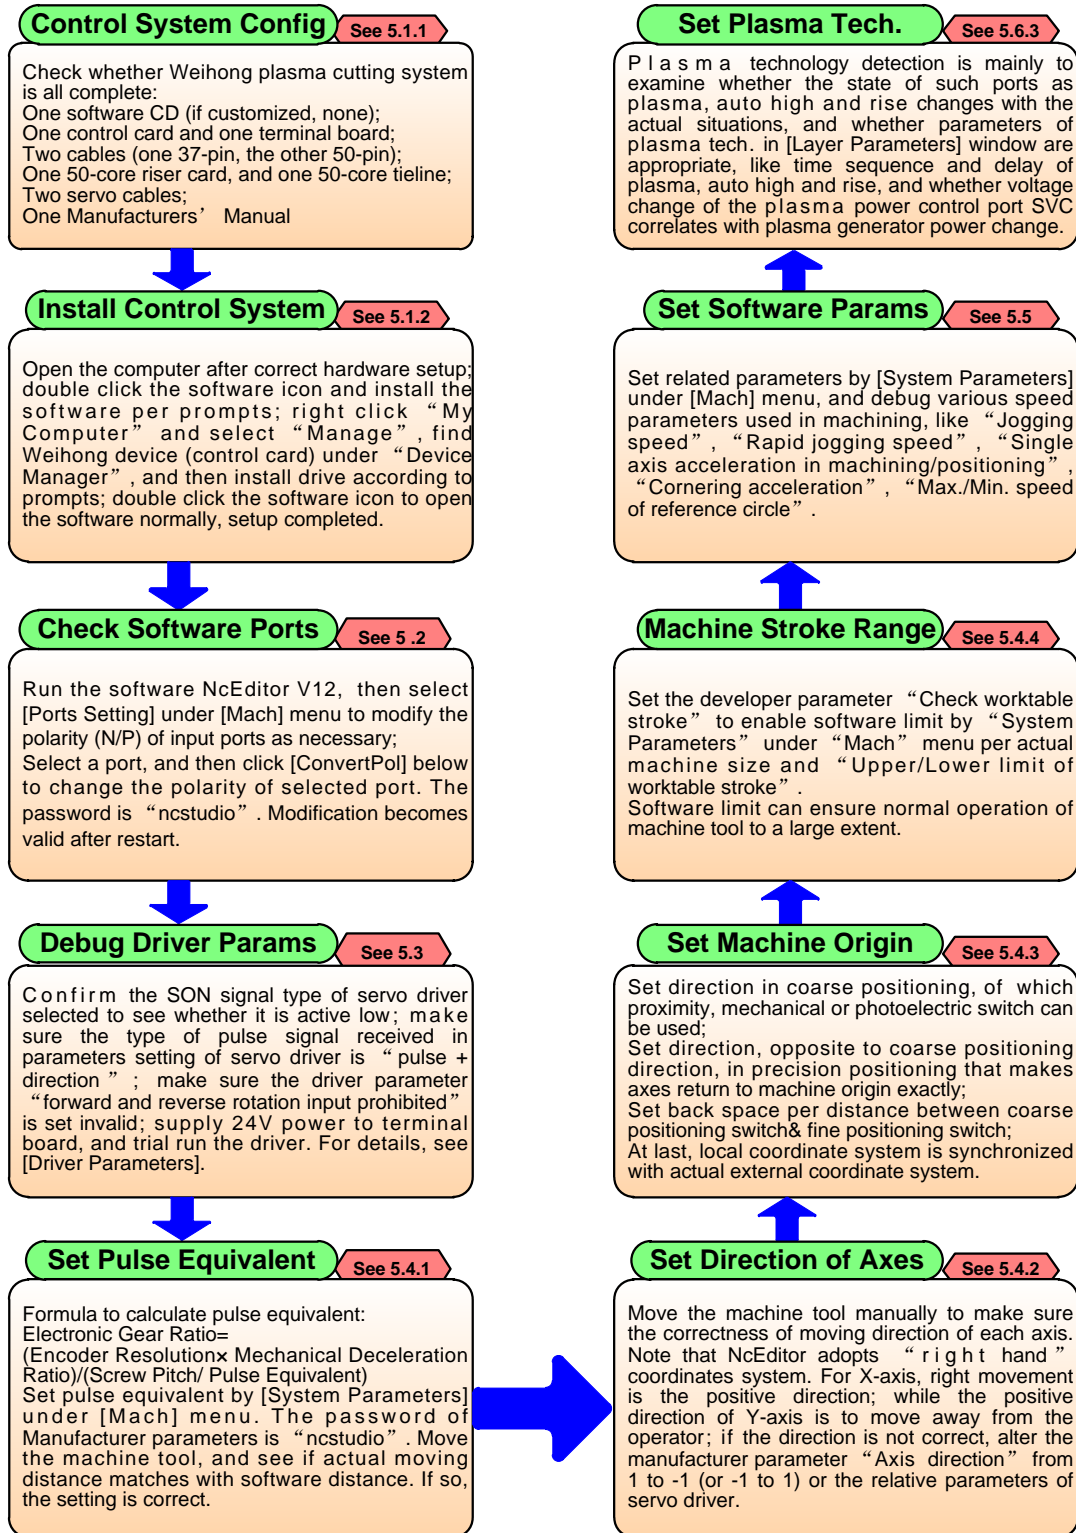 Control System Config
See 5.1.1
Check whether Weihong plasma cutting system
is all complete:
One software CD (if customized, none);
One control card and one terminal board;
Two cables (one 37-pin, the other 50-pin);
One 50-core riser card, and one 50-core tieline;
Two servo cables;
One Manufacturers’ Manual
Install Control System
See 5.1.2
Open the computer after correct hardware setup;
double click the software icon and install the
software per prompts; right click “My
Computer” and select “Manage”, find
Weihong device (control card) under “Device
Manager”, and then install drive according to
prompts; double click the software icon to open
the software normally, setup completed.
Check Software Ports
See 5 .2
Run the software NcEditor V12, then select
[Ports Setting] under [Mach] menu to modify the
polarity (N/P) of input ports as necessary;
Select a port, and then click [ConvertPol] below
to change the polarity of selected port. The
password is “ncstudio”. Modification becomes
valid after restart.
Debug Driver Params
See 5.3
Confirm the SON signal type of servo driver
selected to see whether it is active low; make
sure the type of pulse signal received in
parameters setting of servo driver is “pulse +
direction”; make sure the driver parameter
“forward and reverse rotation input prohibited”
is set invalid; supply 24V power to terminal
board, and trial run the driver. For details, see
[Driver Parameters].
Set Pulse Equivalent
See 5.4.1
Formula to calculate pulse equivalent:
Electronic Gear Ratio=
(Encoder Resolution× Mechanical Deceleration
Ratio)/(Screw Pitch/ Pulse Equivalent)
Set pulse equivalent by [System Parameters]
under [Mach] menu. The password of
Manufacturer parameters is “ncstudio”. Move
the machine tool, and see if actual moving
distance matches with software distance. If so,
the setting is correct.
Set Direction of Axes
See 5.4.2
Move the machine tool manually to make sure
the correctness of moving direction of each axis.
Note that NcEditor adopts “right hand”
coordinates system. For X-axis, right movement
is the positive direction; while the positive
direction of Y-axis is to move away from the
operator; if the direction is not correct, alter the
manufacturer parameter “Axis direction” from
1 to -1 (or -1 to 1) or the relative parameters of
servo driver.
Set Machine Origin
See 5.4.3
Set direction in coarse positioning, of which
proximity, mechanical or photoelectric switch can
be used;
Set direction, opposite to coarse positioning
direction, in precision positioning that makes
axes return to machine origin exactly;
Set back space per distance between coarse
positioning switch& fine positioning switch;
At last, local coordinate system is synchronized
with actual external coordinate system.
Machine Stroke Range
See 5.4.4
Set the developer parameter “Check worktable
stroke” to enable software limit by “System
Parameters” under “Mach” menu per actual
machine size and “Upper/Lower limit of
worktable stroke”.
Software limit can ensure normal operation of
machine tool to a large extent.
Set Software Params
See 5.5
Set related parameters by [System Parameters]
under [Mach] menu, and debug various speed
parameters used in machining, like “Jogging
speed”, “Rapid jogging speed”, “Single
axis acceleration in machining/positioning”,
“Cornering acceleration”, “Max./Min. speed
of reference circle”.
Set Plasma Tech.
See 5.6.3
Plasma technology detection is mainly to
examine whether the state of such ports as
plasma, auto high and rise changes with the
actual situations, and whether parameters of
plasma tech. in [Layer Parameters] window are
appropriate, like time sequence and delay of
plasma, auto high and rise, and whether voltage
change of the plasma power control port SVC
correlates with plasma generator power change.